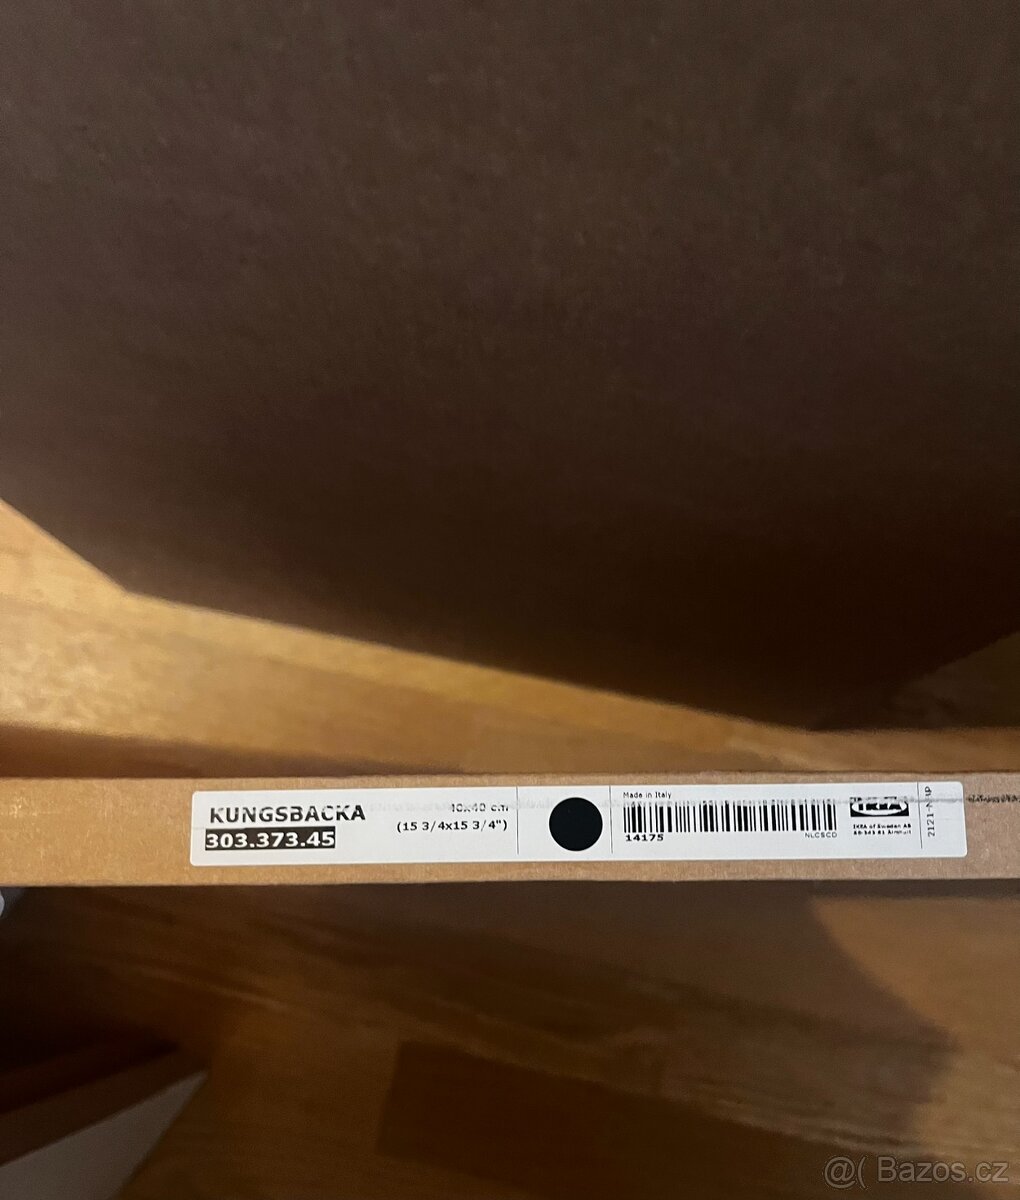 KUNGSBACKA
303.373.45
40x40 cm
(15 3/4x15 3/4")
Made in Italy
14175
NLCSCD
IKEA
IKEA of Sweden AB
@( Bazos.cz